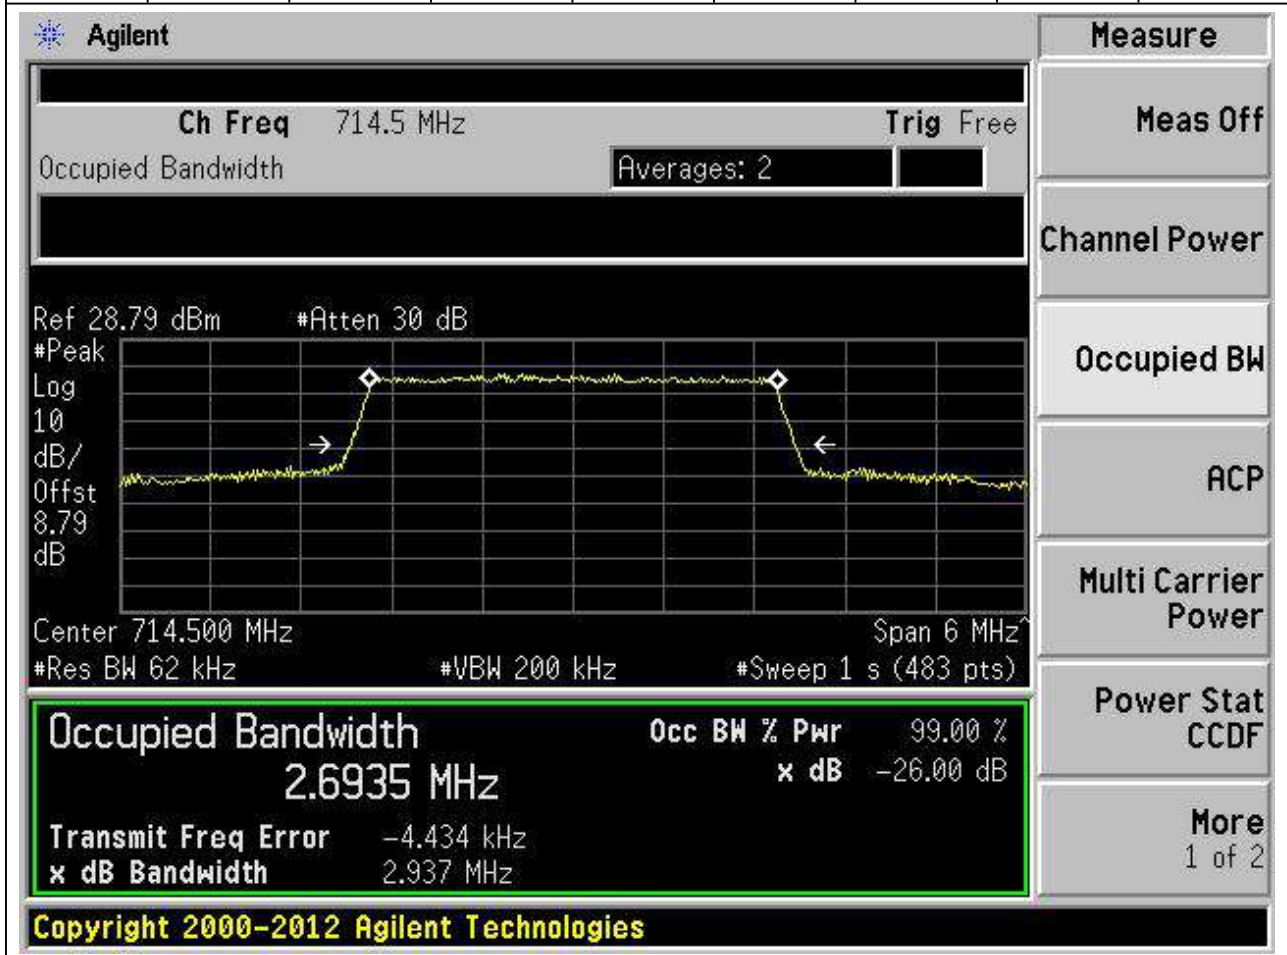 Agilent
Measure
Ch Freq 714.5 MHz Trig Free
Occupied Bandwidth Averages: 2
Meas Off
Channel Power
Occupied BW
ACP
Multi Carrier
Power
Power Stat
CCDF
More
1 of 2
Ref 28.79 dBm #Atten 30 dB
#Peak
Log
10
dB/
Offst
8.79
dB
Center 714.500 MHz Span 6 MHz^
#Res BW 62 kHz #VBW 200 kHz #Sweep 1 s (483 pts)
Occupied Bandwidth Occ BW % Pwr 99.00 %
2.6935 MHz x dB -26.00 dB
Transmit Freq Error -4.434 kHz
x dB Bandwidth 2.937 MHz
Copyright 2000-2012 Agilent Technologies